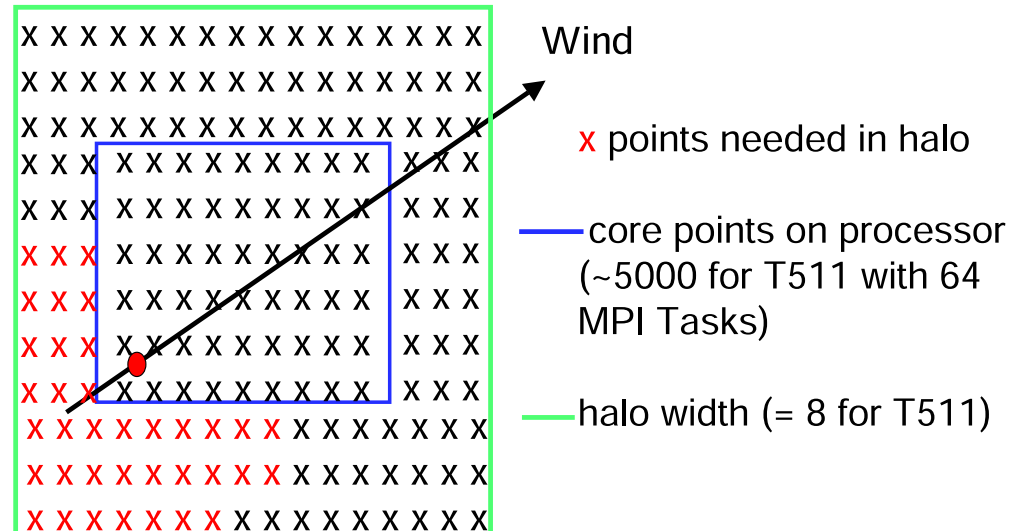 Wind
x points needed in halo
core points on processor
(~5000 for T511 with 64
MPI Tasks)
halo width (= 8 for T511)